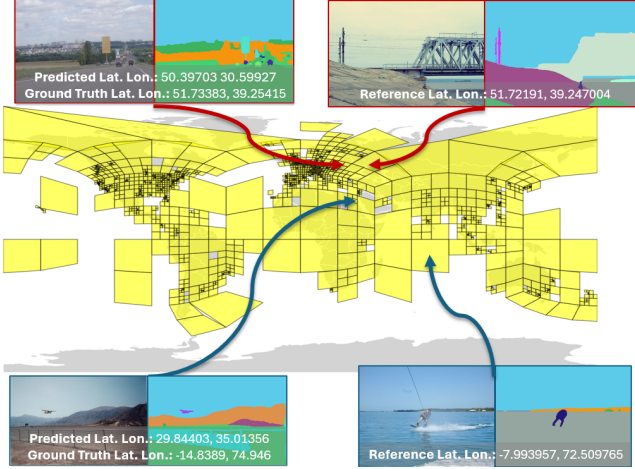 Predicted Lat. Lon.: 50.39703 30.59927
Ground Truth Lat. Lon.: 51.73383, 39.25415
Reference Lat. Lon.: 51.72191, 39.247004
Predicted Lat. Lon.: 29.84403, 35.01356
Ground Truth Lat. Lon.: -14.8389, 74.946
Reference Lat. Lon.: -7.993957, 72.509765